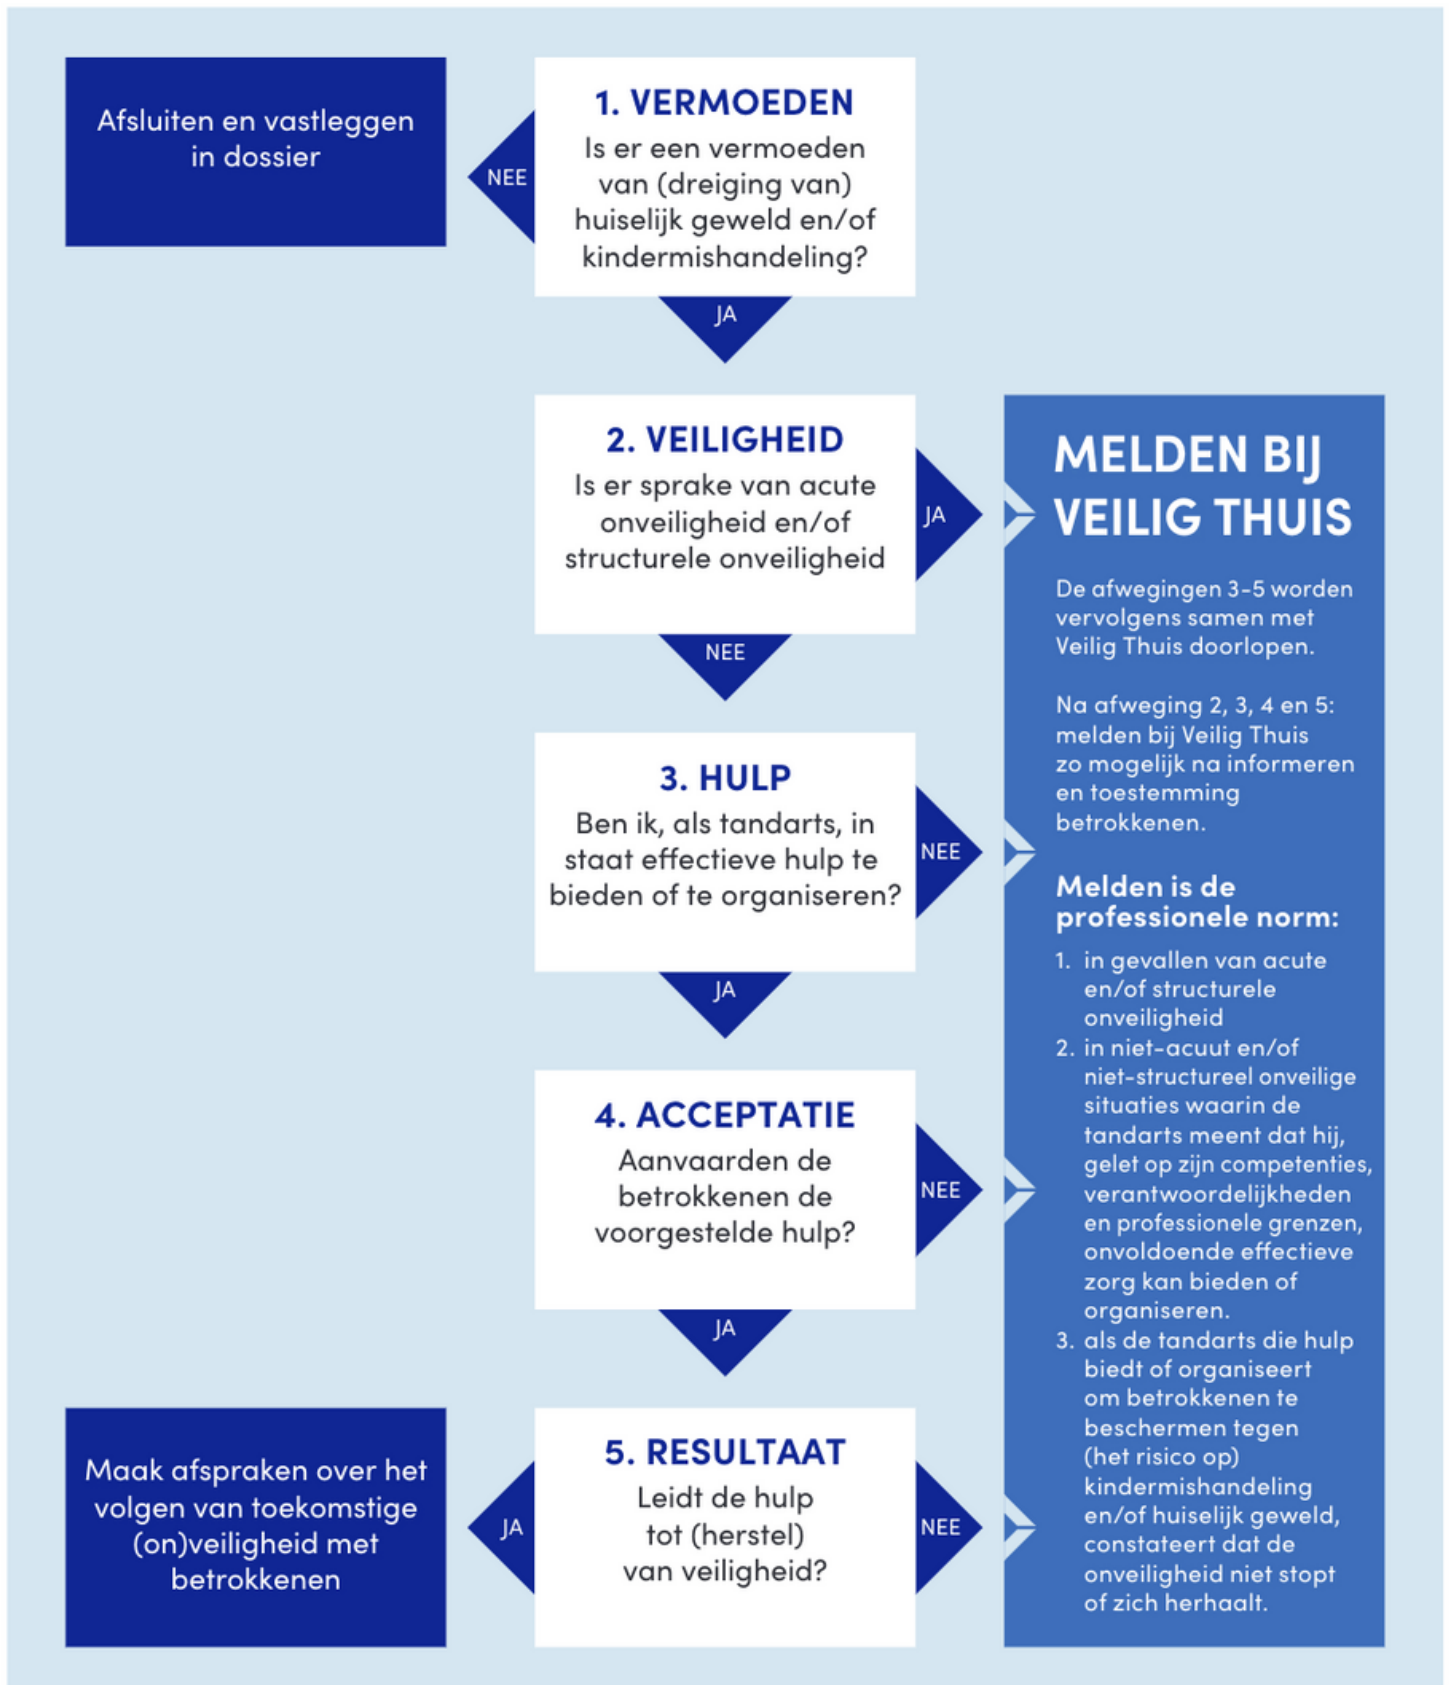 Afsluiten en vastleggen
in dossier
NEE
1. VERMOEDEN
Is er een vermoeden
van (dreiging van)
huiselijk geweld en/of
kindermishandeling?
JA
2. VEILIGHEID
Is er sprake van acute
onveiligheid en/of
structurele onveiligheid
JA
NEE
3. HULP
Ben ik, als tandarts, in
staat effectieve hulp te
bieden of te organiseren?
NEE
JA
4. ACCEPTATIE
Aanvaarden de
betrokkenen de
voorgestelde hulp?
NEE
JA
5. RESULTAAT
Leidt de hulp
tot (herstel)
van veiligheid?
JA
NEE
Maak afspraken over het
volgen van toekomstige
(on)veiligheid met
betrokkenen
MELDEN BIJ
VEILIG THUIS
De afwegingen 3-5 worden
vervolgens samen met
Veilig Thuis doorlopen.
Na afweging 2, 3, 4 en 5:
melden bij Veilig Thuis
zo mogelijk na informeren
en toestemming
betrokkenen.
Melden is de
professionele norm:
1. in gevallen van acute
en/of structurele
onveiligheid
2. in niet-acuut en/of
niet-structureel onveilige
situaties waarin de
tandarts meent dat hij,
gelet op zijn competenties,
verantwoordelijkheden
en professionele grenzen,
onvoldoende effectieve
zorg kan bieden of
organiseren.
3. als de tandarts die hulp
biedt of organiseert
om betrokkenen te
beschermen tegen
(het risico op)
kindermishandeling
en/of huiselijk geweld,
constateert dat de
onveiligheid niet stopt
of zich herhaalt.